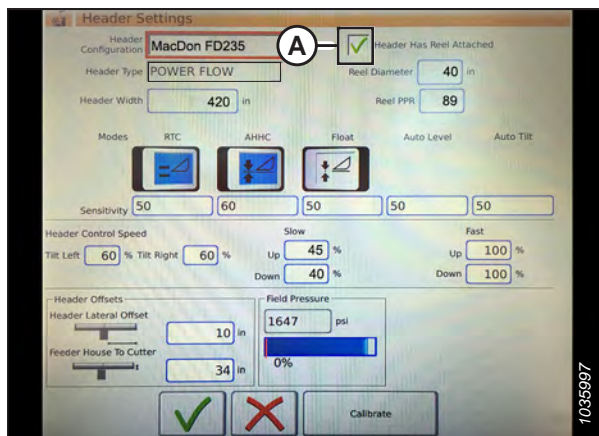 Header Settings
Header Configuration MacDon FD235 A Header Has Reel Attached
Header Type POWER FLOW Reel Diameter 40 in
Header Width 420 in Reel PPR 89
Modes RTC AHHC Float Auto Level Auto Tilt
Sensitivity 50 60 50 50 50
Header Control Speed Slow Fast
Tilt Left 60 % Tilt Right 60 % Up 45 % Up 100 %
Down 40 % Down 100 %
Header Offsets Field Pressure
Header Lateral Offset 10 in 1647 psi
Feeder House To Cutter 34 in 0%
Calibrate
1035997